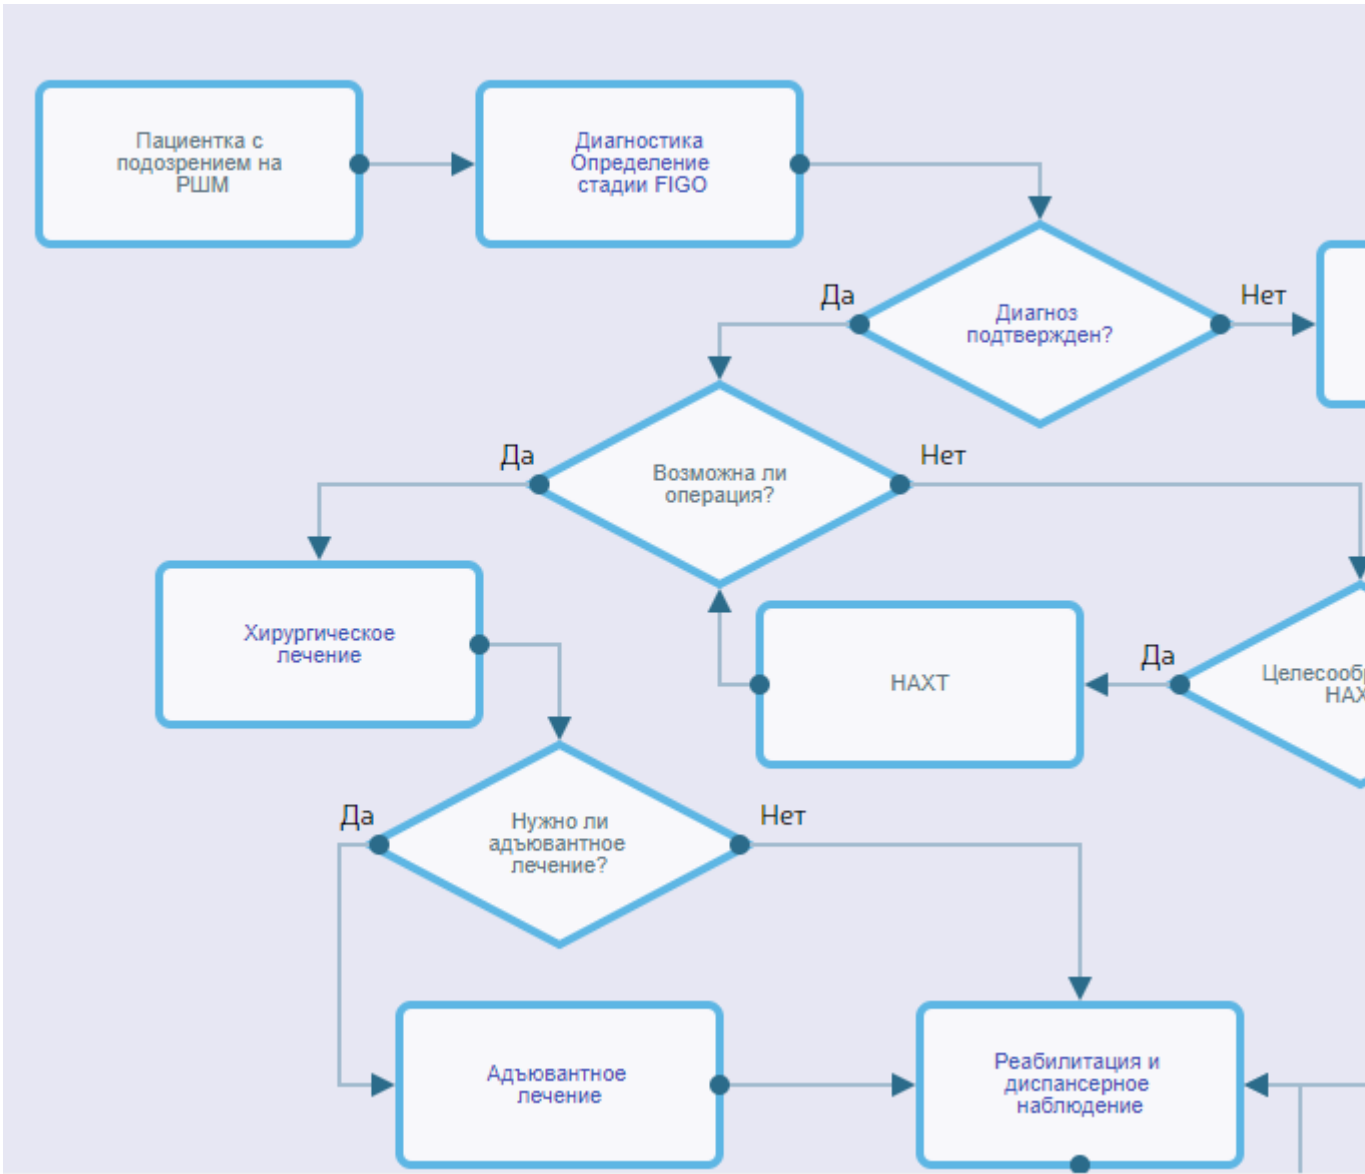 Пациентка с
подозрением на
РШМ
Диагностика
Определение
стадии FIGO
Да
Нет
Диагноз
подтвержден?
Да
Нет
Возможна ли
операция?
Хирургическое
лечение
НАХТ
Да
Да
Нет
Нужно ли
адъювантное
лечение?
Адъювантное
лечение
Реабилитация и
диспансерное
наблюдение